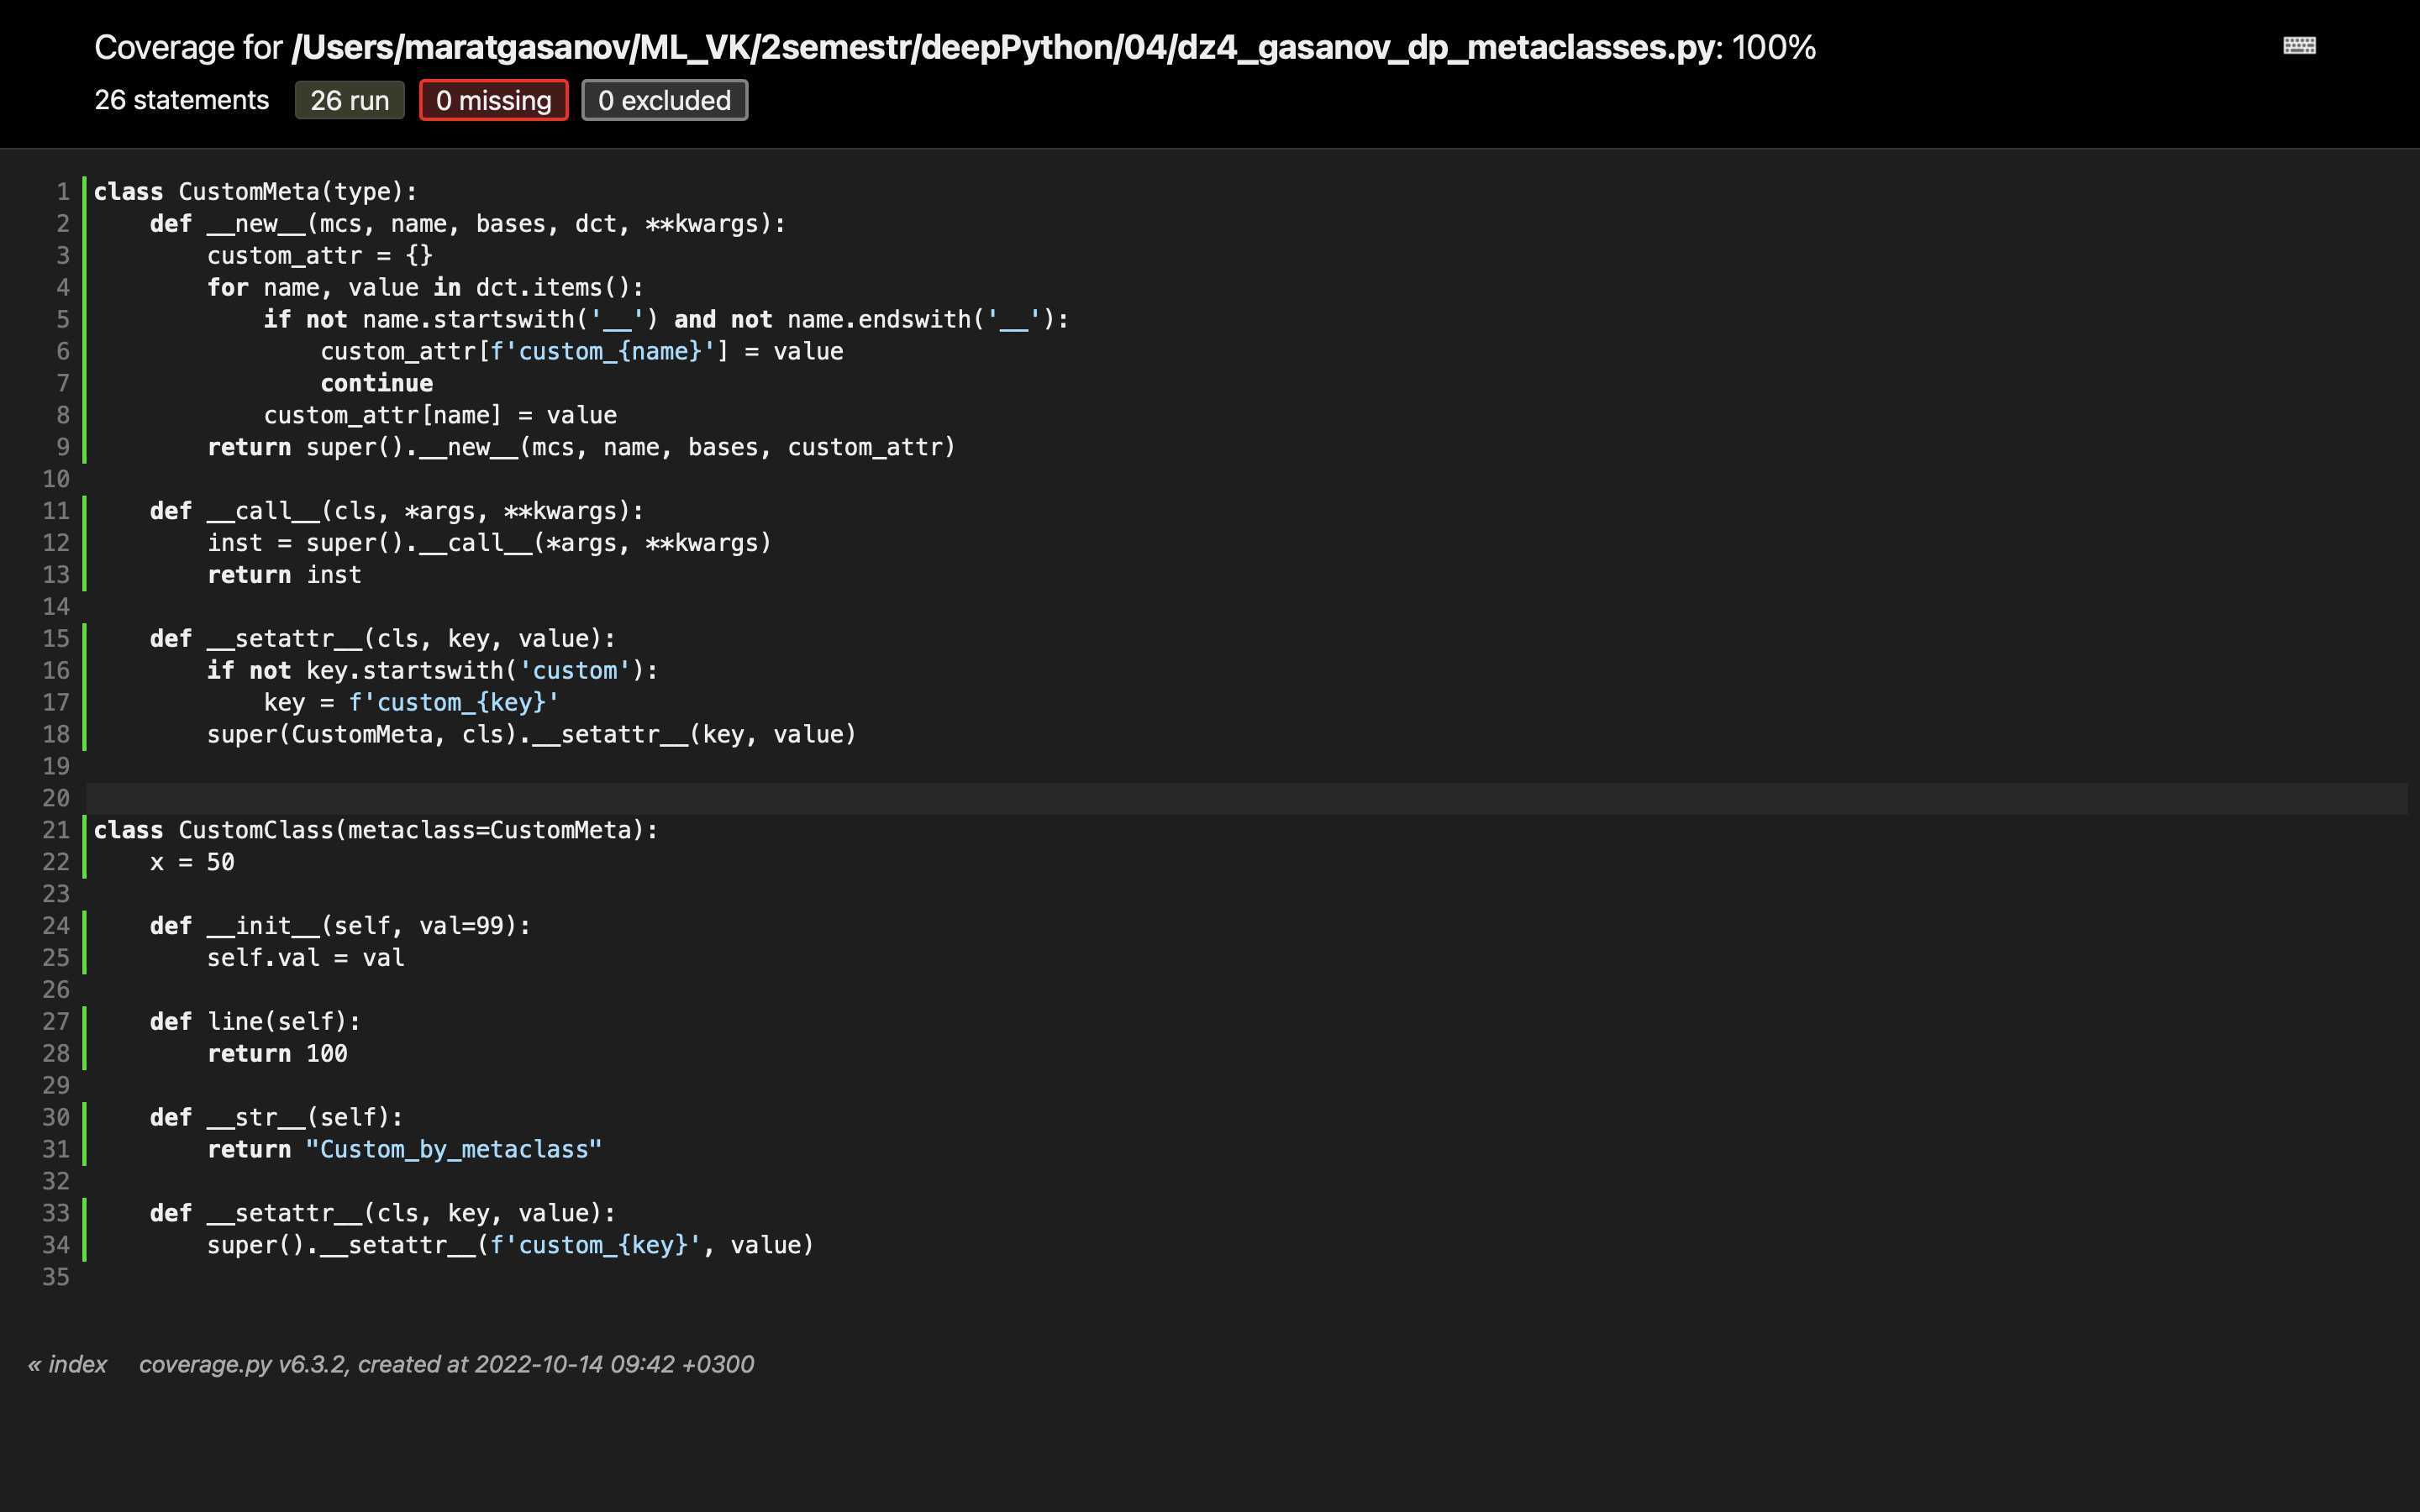 Coverage for /Users/maratgasanov/ML_VK/2semestr/deepPython/04/dz4_gasanov_dp_metaclasses.py: 100%
26 statements 26 run 0 missing 0 excluded
1 class CustomMeta(type):
2     def __new__(mcs, name, bases, dct, **kwargs):
3         custom_attr = {}
4         for name, value in dct.items():
5             if not name.startswith('__') and not name.endswith('__'):
6                 custom_attr[f'custom_{name}'] = value
7                 continue
8             custom_attr[name] = value
9         return super().__new__(mcs, name, bases, custom_attr)
10
11     def __call__(cls, *args, **kwargs):
12         inst = super().__call__(*args, **kwargs)
13         return inst
14
15     def __setattr__(cls, key, value):
16         if not key.startswith('custom'):
17             key = f'custom_{key}'
18         super(CustomMeta, cls).__setattr__(key, value)
19
20
21 class CustomClass(metaclass=CustomMeta):
22     x = 50
23
24     def __init__(self, val=99):
25         self.val = val
26
27     def line(self):
28         return 100
29
30     def __str__(self):
31         return "Custom_by_metaclass"
32
33     def __setattr__(cls, key, value):
34         super().__setattr__(f'custom_{key}', value)
35
« index coverage.py v6.3.2, created at 2022-10-14 09:42 +0300